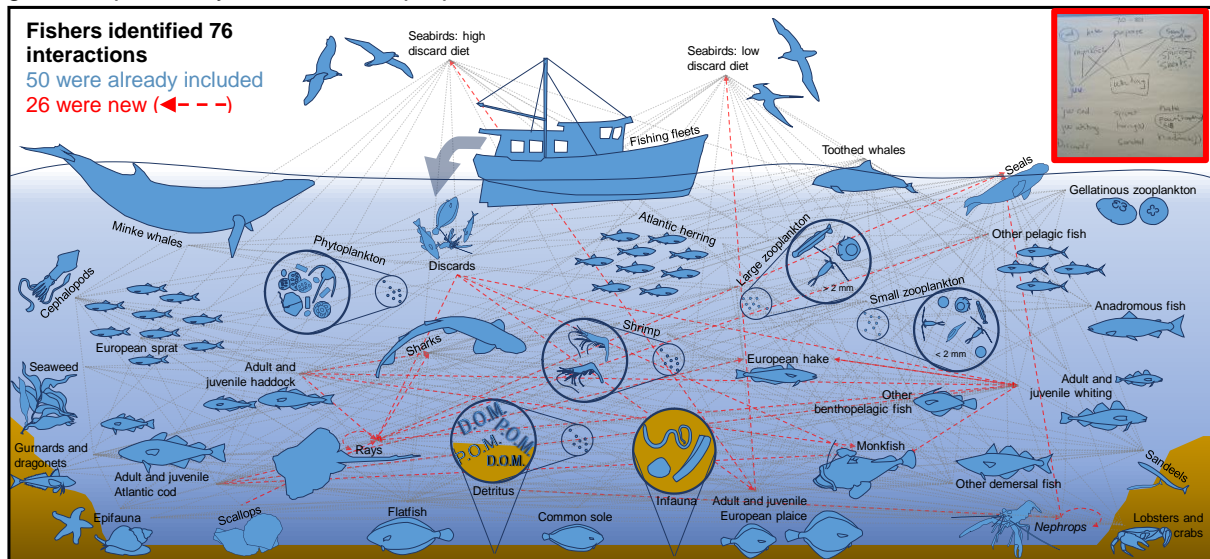 Fishers identified 76
interactions
50 were already included
26 were new (
)
Seabirds: high
discard diet
Seabirds: low
discard diet
Fishing fleets
Toothed whales
Seals
Gellatinous zooplankton
Minke whales
Phytoplankton
Discards
Atlantic herring
Large zooplankton
> 2 mm
Other pelagic fish
Cephalopods
Small zooplankton
< 2 mm
Anadromous fish
European sprat
Sharks
Shrimp
European hake
Seaweed
Adult and
juvenile haddock
Adult and
juvenile whiting
Other
benthopelagic fish
D.O.M.
P.O.M.
P.O.M.
D.O.M.
Gurnards and
dragonets
Rays
Monkfish
Sandeels
Adult and juvenile
Atlantic cod
Detritus
Infauna
Other demersal fish
Adult and juvenile
European plaice
Epifauna
Scallops
Flatfish
Common sole
Nephrops
Lobsters
and crabs
whiting